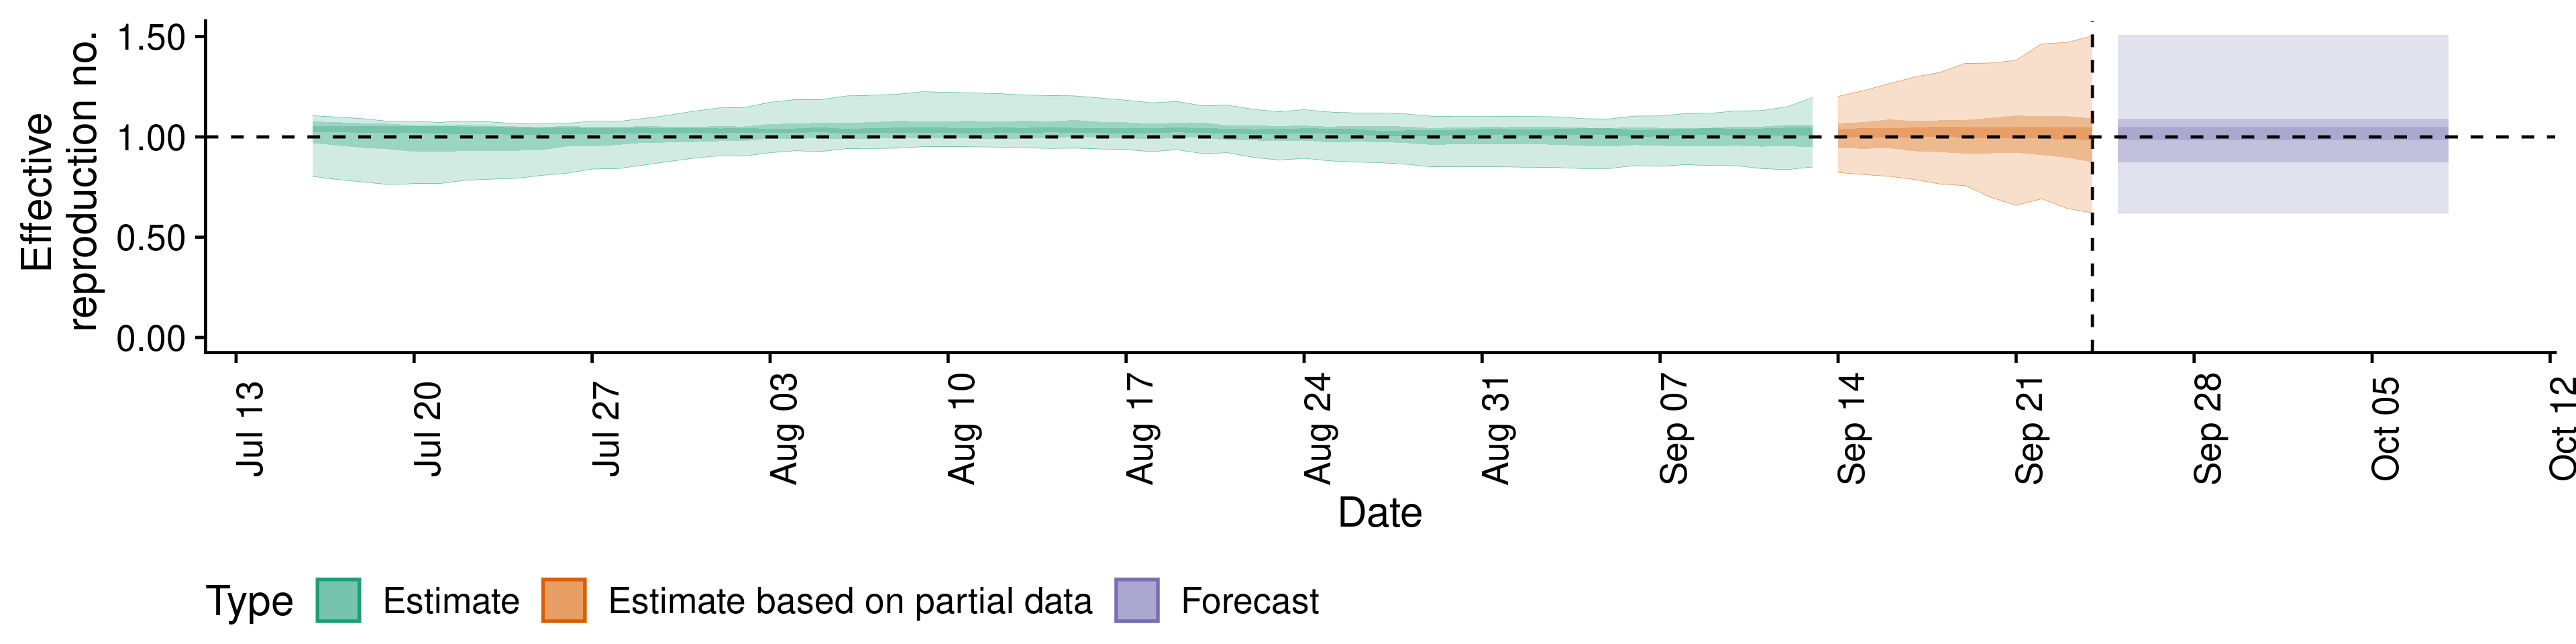 Effective
reproduction no.
1.50
1.00
0.50
0.00
Jul 13
Jul 20
Jul 27
Aug 03
Aug 10
Aug 17
Aug 24
Aug 31
Sep 07
Sep 14
Sep 21
Sep 28
Oct 05
Oct 12
Date
Type Estimate Estimate based on partial data Forecast